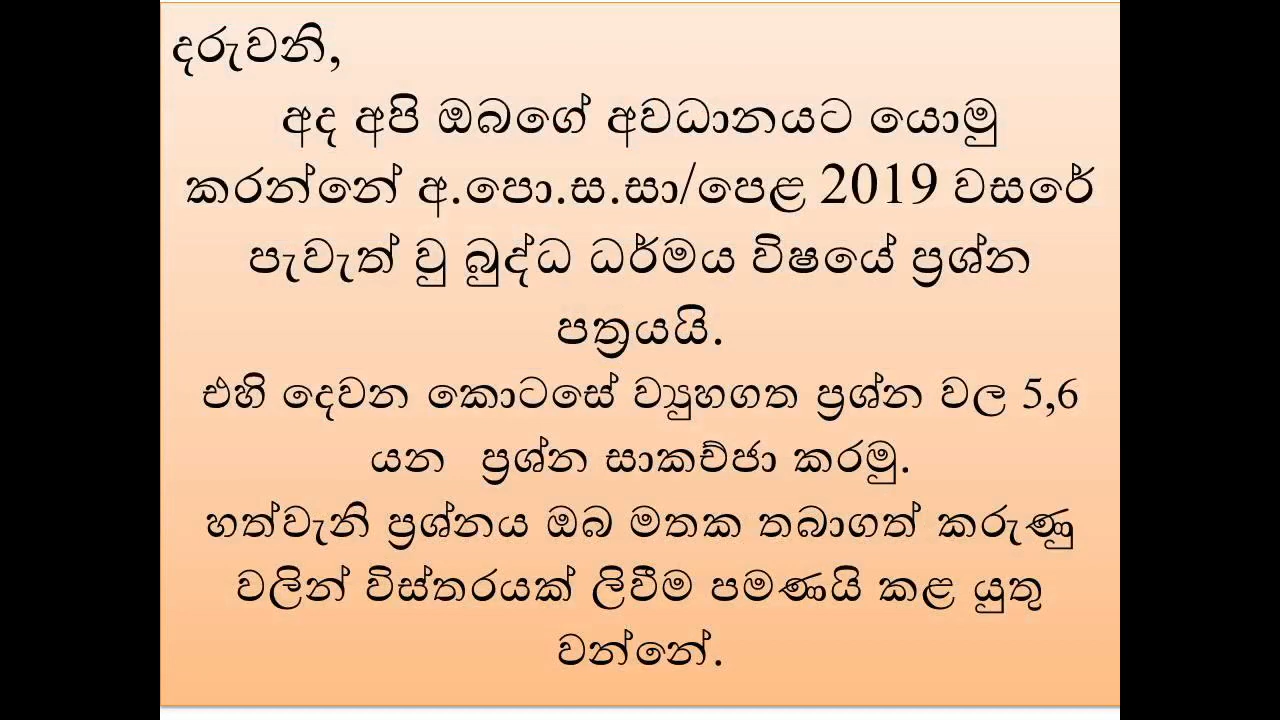 දරුවනි,
අද අපි ඔබගේ අවධානයට යොමු
කරන්නේ අ.පො.ස.සා/පෙළ 2019 වසරේ
පැවැත් වු බුද්ධ ධර්මය විෂයේ ප්‍රශ්න
පත්‍රයයි.
එහි දෙවන කොටසේ ව්‍යුහගත ප්‍රශ්න වල 5,6
යන ප්‍රශ්න සාකච්ජා කරමු.
හත්වැනි ප්‍රශ්නය ඔබ මතක තබාගත් කරුණු
වලින් විස්තරයක් ලිවීම පමණයි කළ යුතු
වන්නේ.